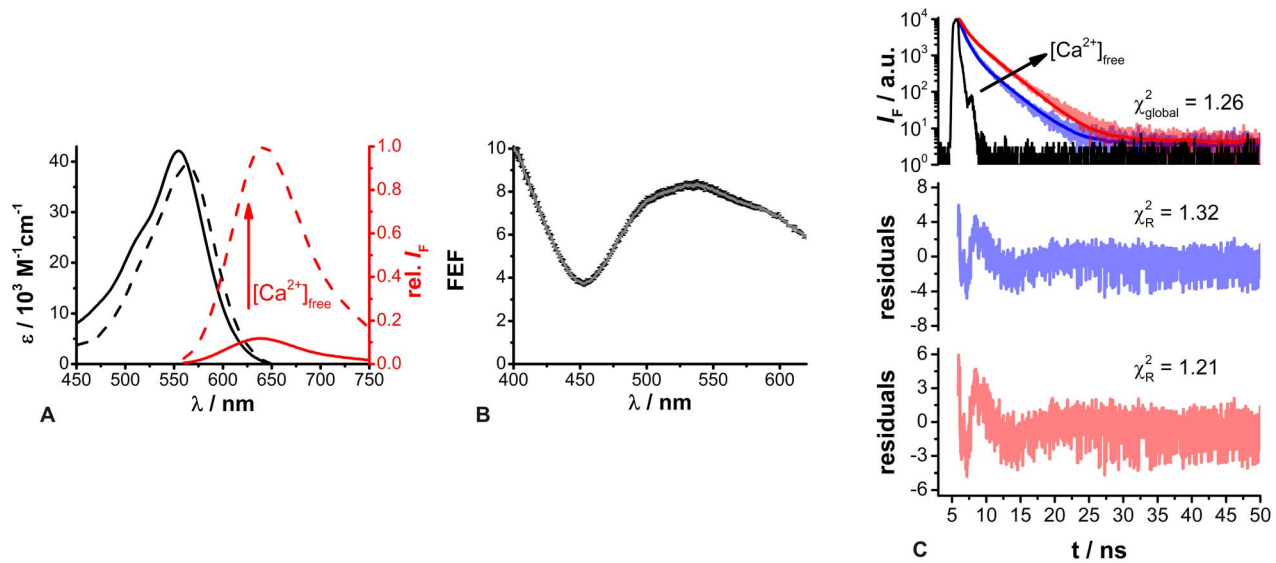 40
30
20
10
0
ε / 10³ M⁻¹cm⁻¹
1.0
0.8
0.6
0.4
0.2
0.0
rel. I_F
[Ca²⁺]free
450 500 550 600 650 700 750
λ / nm
A
10
8
6
4
2
0
FEF
400 450 500 550 600
λ / nm
B
10⁴
10³
10²
10¹
10⁰
I_F / a.u.
[Ca²⁺]free
χ²global = 1.26
8
4
0
-4
-8
residuals
χ²R = 1.32
6
3
0
-3
-6
residuals
χ²R = 1.21
5 10 15 20 25 30 35 40 45 50
t / ns
C